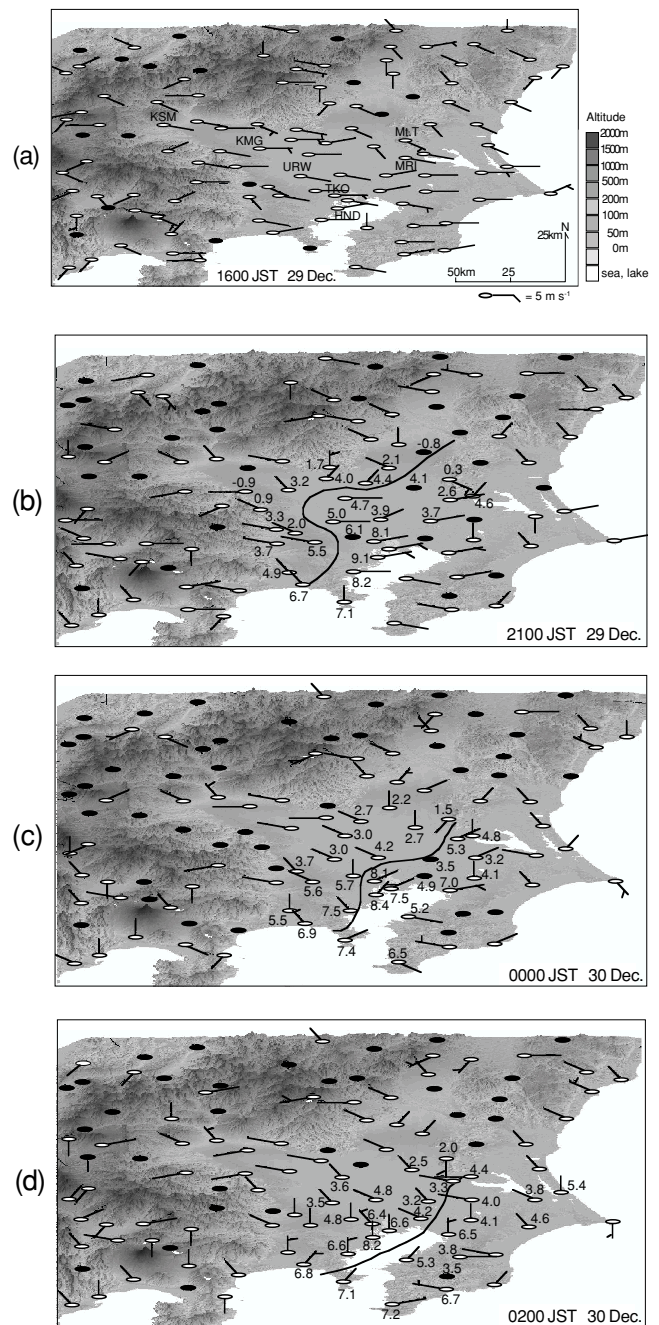 (a)
KSM
KMG
MI.T
URW
MRI
TKO
HND
1600 JST 29 Dec.
50km 25
25km
N
Altitude
2000m
1500m
1000m
500m
200m
100m
50m
0m
sea, lake
= 5 m s⁻¹
(b)
-0.8
1.7
2.1
-0.9
3.2
4.0
4.4
4.1
0.3
0.9
4.7
2.6
4.6
3.3
2.0
5.0
3.9
3.7
6.1
3.7
5.5
8.1
9.1
4.9
8.2
6.7
7.1
2100 JST 29 Dec.
(c)
2.7
2.2
1.5
3.0
2.7
4.8
5.3
3.0
4.2
3.5
3.2
3.7
5.6
5.7
8.1
4.9
7.0
4.1
7.5
8.4
7.5
5.2
5.5
6.9
7.4
6.5
0000 JST 30 Dec.
(d)
2.0
2.5
4.4
3.6
4.8
3.3
3.5
3.2
4.0
3.8
5.4
4.8
6.4
4.2
6.6
4.1
4.6
6.6
8.2
6.5
3.8
5.3
3.5
6.8
7.1
6.7
7.2
0200 JST 30 Dec.